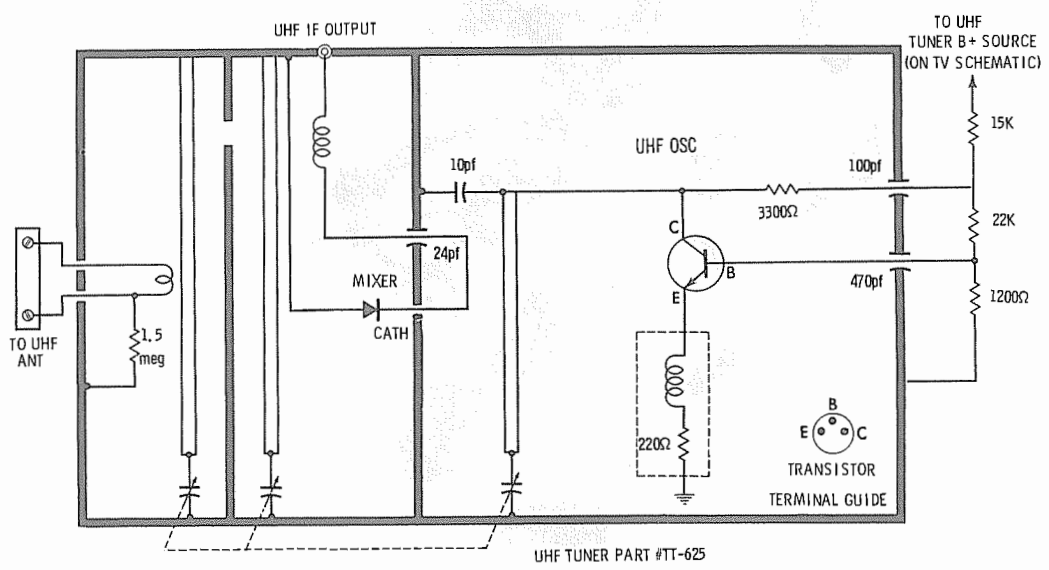 UHF IF OUTPUT
TO UHF
TUNER B+ SOURCE
(ON TV SCHEMATIC)
15K
UHF OSC
10pf
100pf
3300Ω
22K
C
24pf
B
470pf
MIXER
E
1200Ω
CATH
TO UHF
ANT
1.5
meg
220Ω
B
E
C
TRANSISTOR
TERMINAL GUIDE
UHF TUNER PART #TT-625